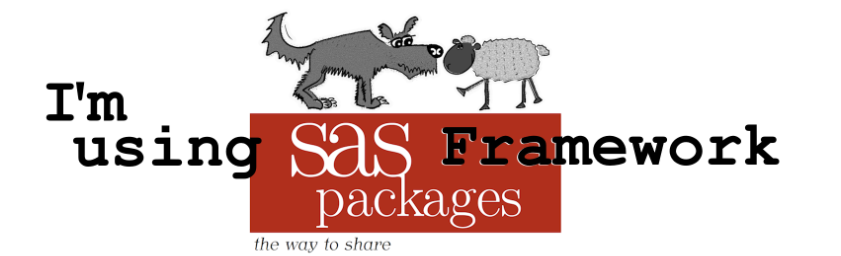 I'm
using sas Framework
packages
the way to share